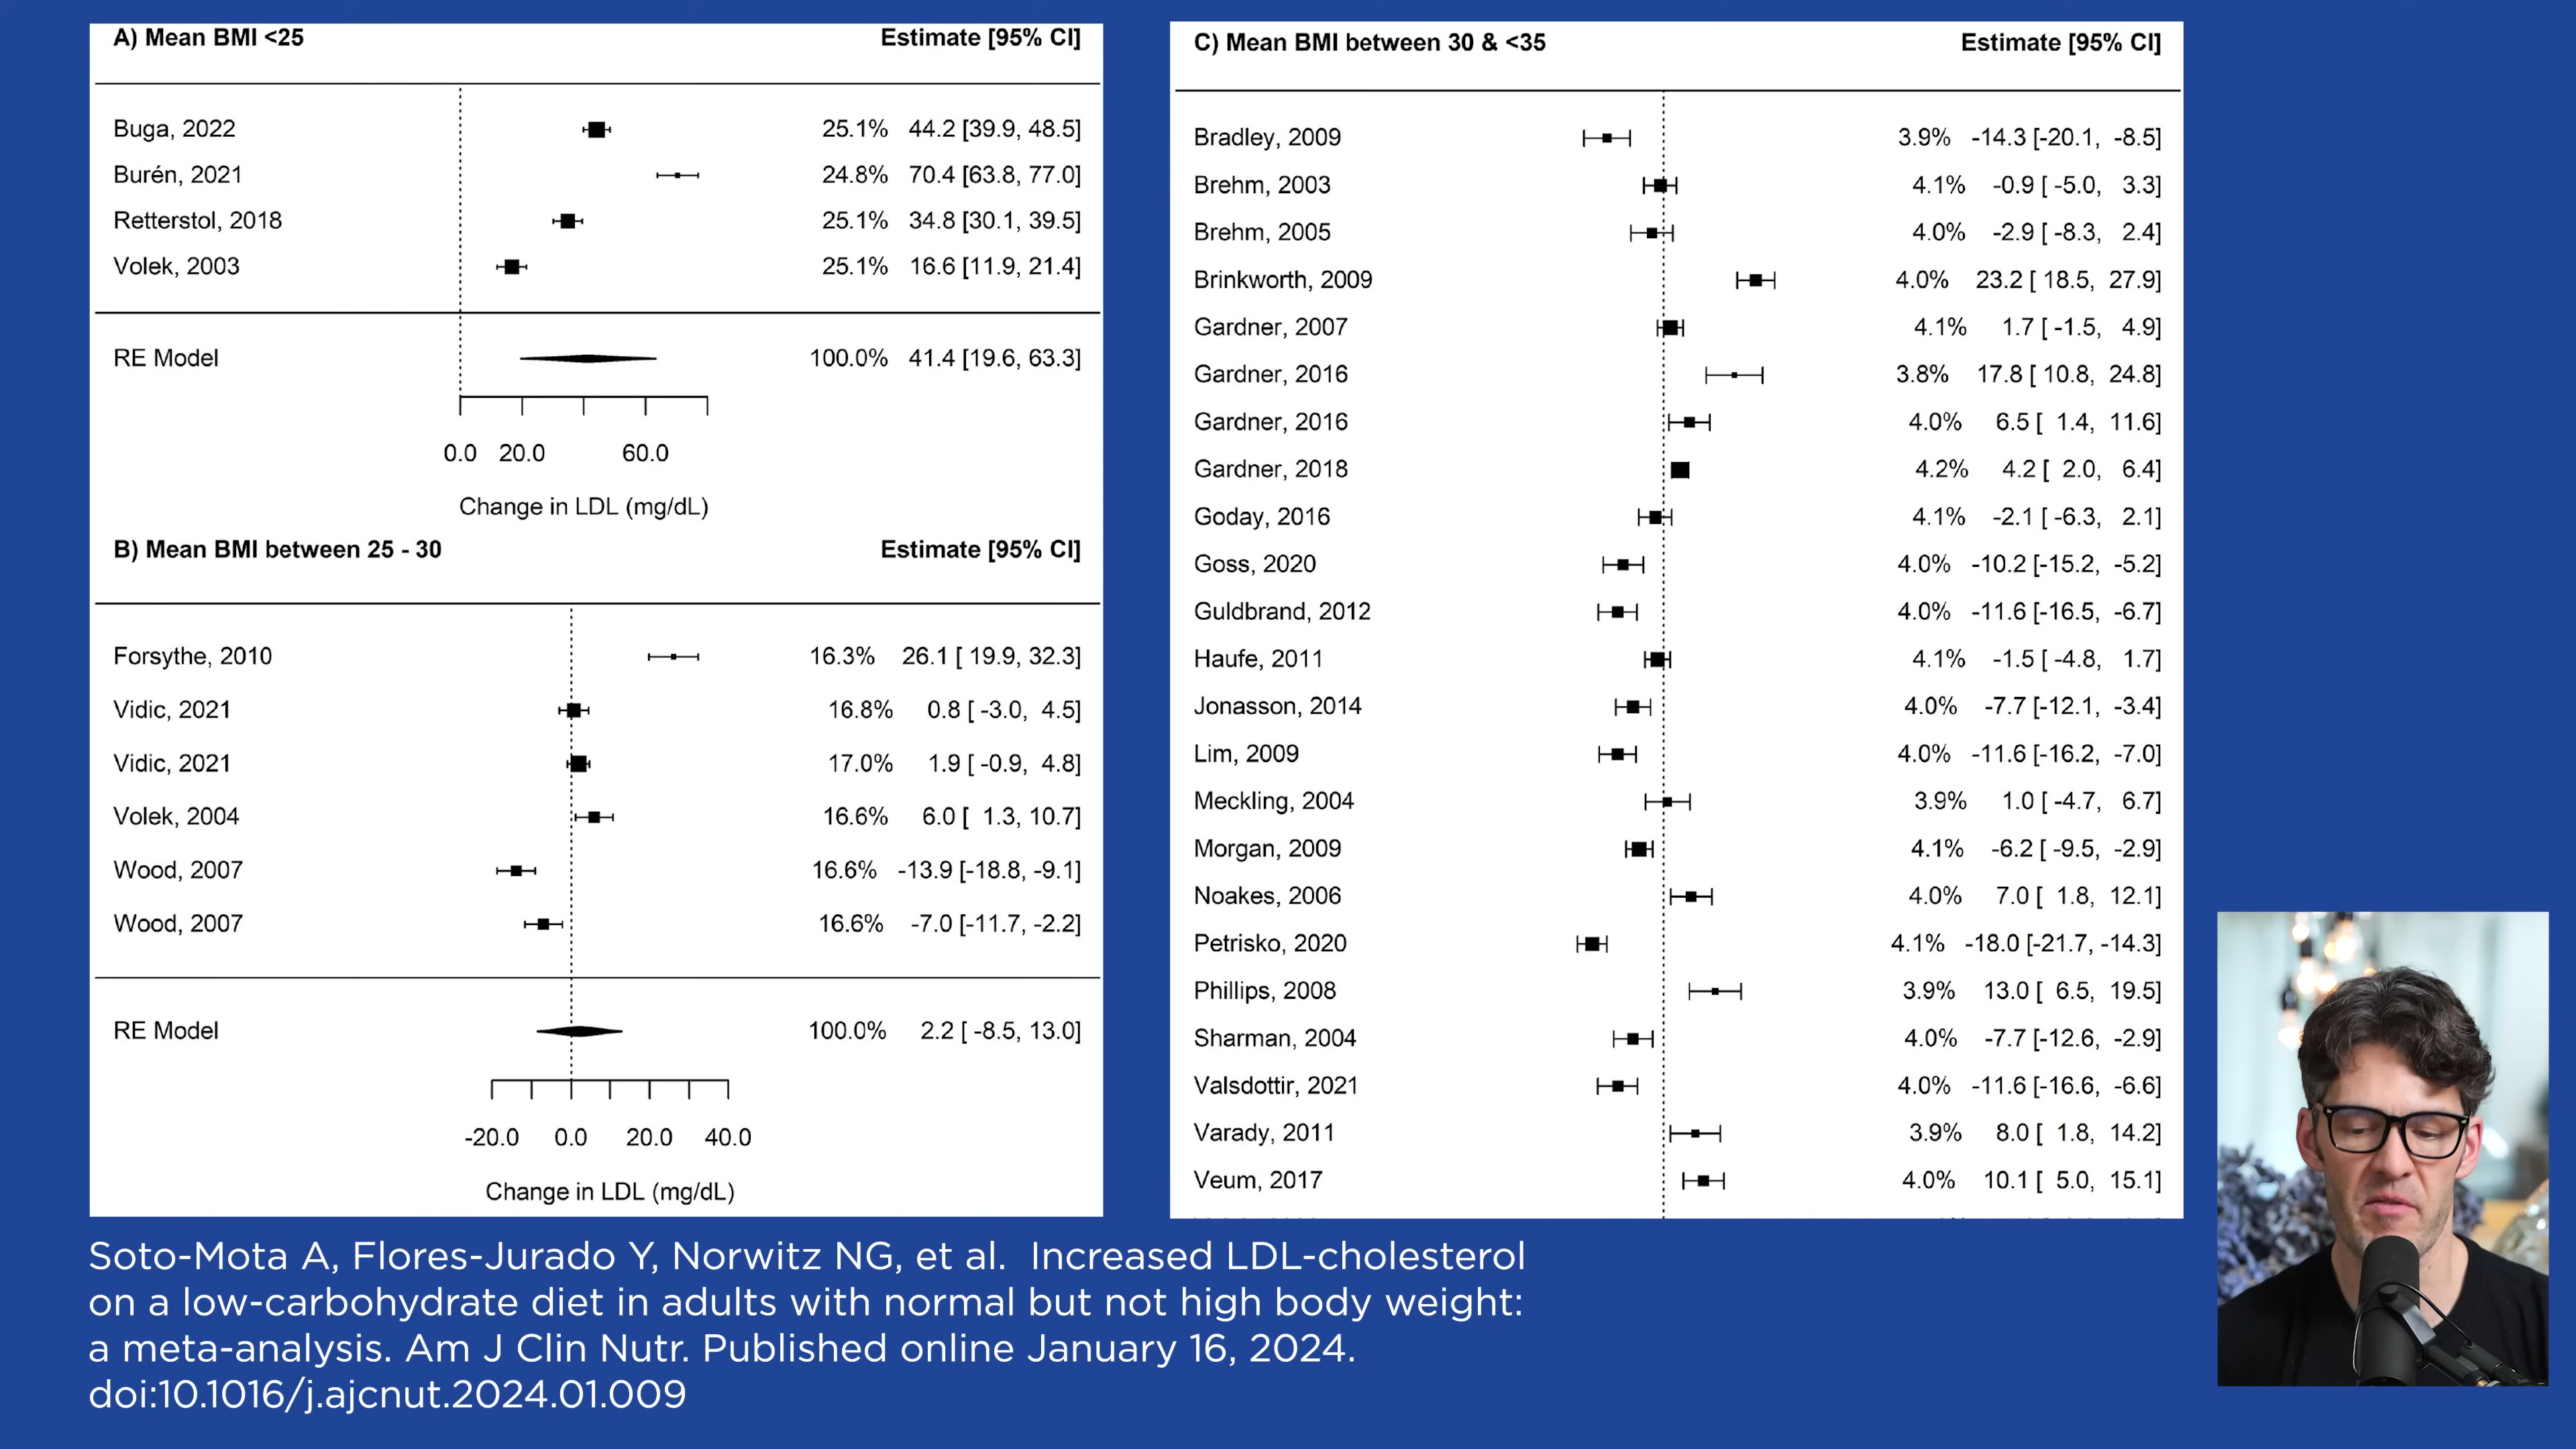 A) Mean BMI <25 Estimate [95% CI]
Buga, 2022 25.1% 44.2 [39.9, 48.5]
Burén, 2021 24.8% 70.4 [63.8, 77.0]
Retterstol, 2018 25.1% 34.8 [30.1, 39.5]
Volek, 2003 25.1% 16.6 [11.9, 21.4]
RE Model 100.0% 41.4 [19.6, 63.3]
0.0 20.0 60.0
Change in LDL (mg/dL)
B) Mean BMI between 25 - 30 Estimate [95% CI]
Forsythe, 2010 16.3% 26.1 [ 19.9, 32.3]
Vidic, 2021 16.8% 0.8 [ -3.0, 4.5]
Vidic, 2021 17.0% 1.9 [ -0.9, 4.8]
Volek, 2004 16.6% 6.0 [ 1.3, 10.7]
Wood, 2007 16.6% -13.9 [-18.8, -9.1]
Wood, 2007 16.6% -7.0 [-11.7, -2.2]
RE Model 100.0% 2.2 [ -8.5, 13.0]
-20.0 0.0 20.0 40.0
Change in LDL (mg/dL)
C) Mean BMI between 30 & <35 Estimate [95% CI]
Bradley, 2009 3.9% -14.3 [-20.1, -8.5]
Brehm, 2003 4.1% -0.9 [ -5.0, 3.3]
Brehm, 2005 4.0% -2.9 [ -8.3, 2.4]
Brinkworth, 2009 4.0% 23.2 [ 18.5, 27.9]
Gardner, 2007 4.1% 1.7 [ -1.5, 4.9]
Gardner, 2016 3.8% 17.8 [ 10.8, 24.8]
Gardner, 2016 4.0% 6.5 [ 1.4, 11.6]
Gardner, 2018 4.2% 4.2 [ 2.0, 6.4]
Goday, 2016 4.1% -2.1 [ -6.3, 2.1]
Goss, 2020 4.0% -10.2 [-15.2, -5.2]
Guldbrand, 2012 4.0% -11.6 [-16.5, -6.7]
Haufe, 2011 4.1% -1.5 [ -4.8, 1.7]
Jonasson, 2014 4.0% -7.7 [-12.1, -3.4]
Lim, 2009 4.0% -11.6 [-16.2, -7.0]
Meckling, 2004 3.9% 1.0 [ -4.7, 6.7]
Morgan, 2009 4.1% -6.2 [ -9.5, -2.9]
Noakes, 2006 4.0% 7.0 [ 1.8, 12.1]
Petrisko, 2020 4.1% -18.0 [-21.7, -14.3]
Phillips, 2008 3.9% 13.0 [ 6.5, 19.5]
Sharman, 2004 4.0% -7.7 [-12.6, -2.9]
Valsdottir, 2021 4.0% -11.6 [-16.6, -6.6]
Varady, 2011 3.9% 8.0 [ 1.8, 14.2]
Veum, 2017 4.0% 10.1 [ 5.0, 15.1]
Soto-Mota A, Flores-Jurado Y, Norwitz NG, et al. Increased LDL-cholesterol
on a low-carbohydrate diet in adults with normal but not high body weight:
a meta-analysis. Am J Clin Nutr. Published online January 16, 2024.
doi:10.1016/j.ajcnut.2024.01.009